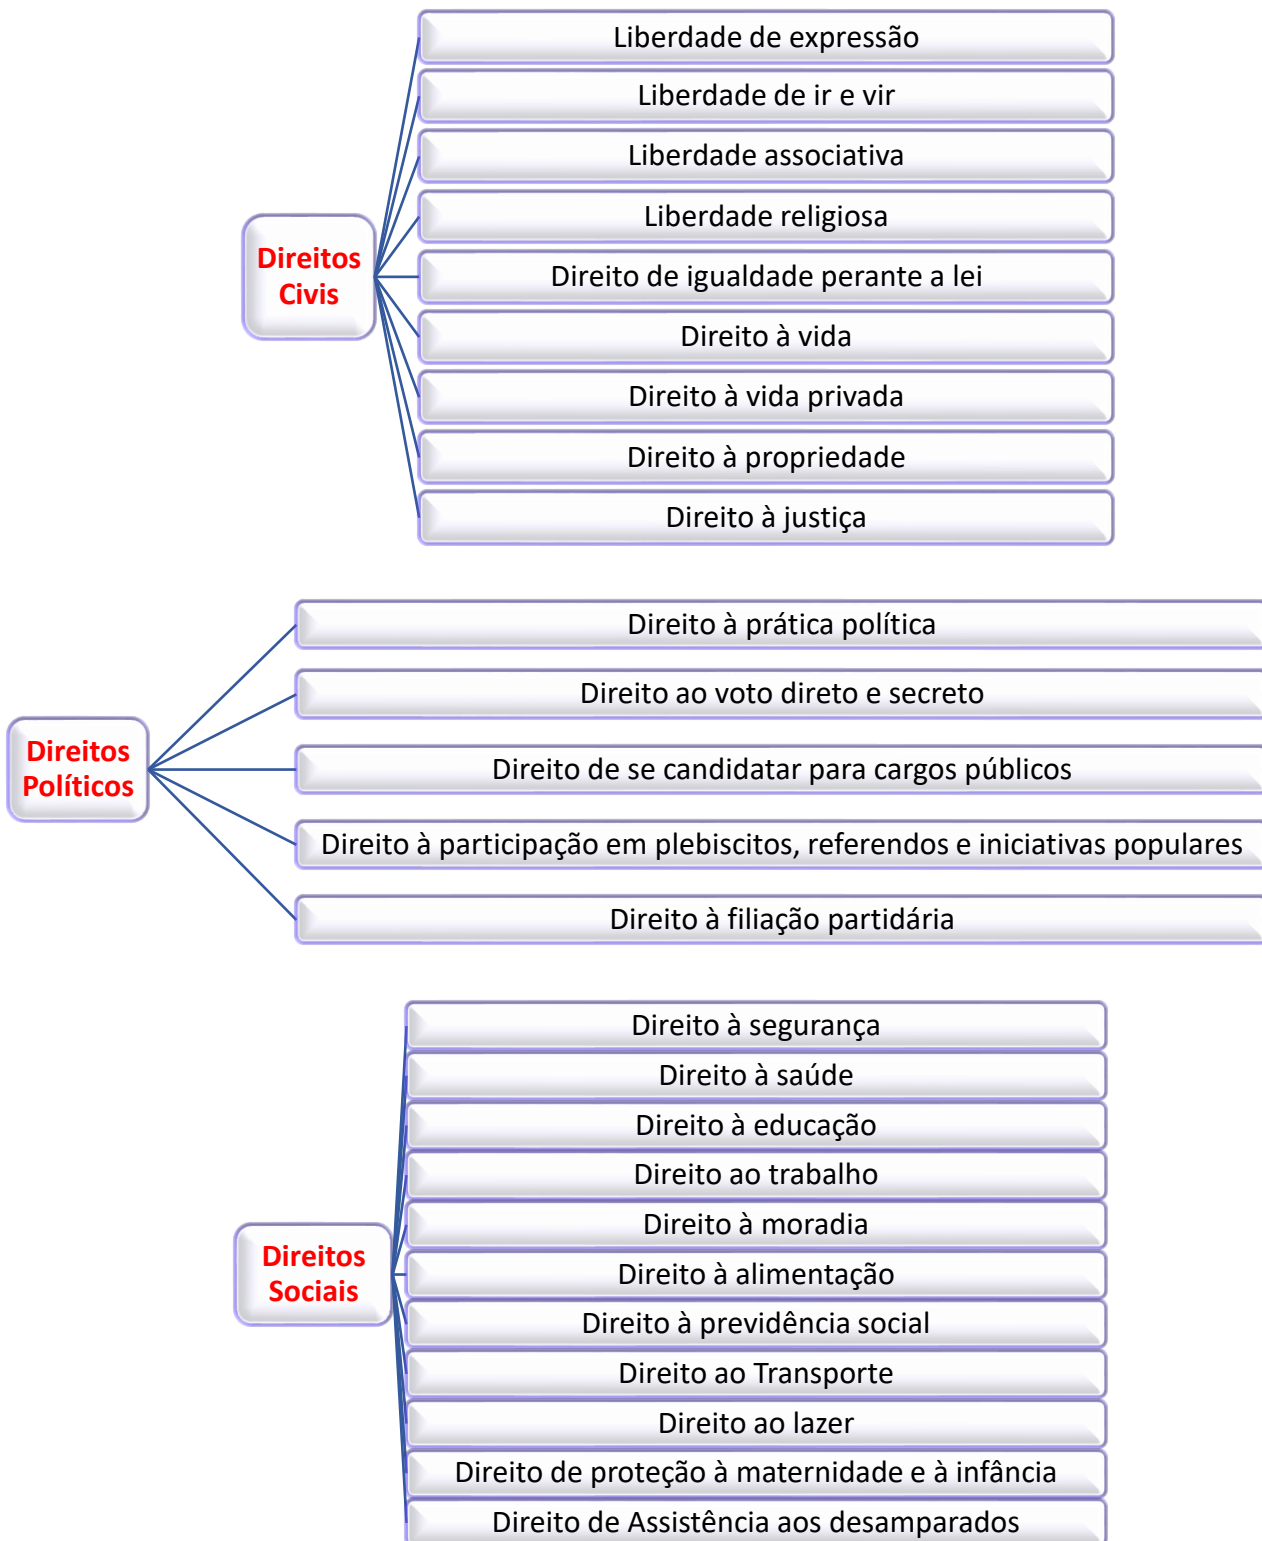 Direitos
Civis
Liberdade de expressão
Liberdade de ir e vir
Liberdade associativa
Liberdade religiosa
Direito de igualdade perante a lei
Direito à vida
Direito à vida privada
Direito à propriedade
Direito à justiça
Direitos
Políticos
Direito à prática política
Direito ao voto direto e secreto
Direito de se candidatar para cargos públicos
Direito à participação em plebiscitos, referendos e iniciativas populares
Direito à filiação partidária
Direitos
Sociais
Direito à segurança
Direito à saúde
Direito à educação
Direito ao trabalho
Direito à moradia
Direito à alimentação
Direito à previdência social
Direito ao Transporte
Direito ao lazer
Direito de proteção à maternidade e à infância
Direito de Assistência aos desamparados